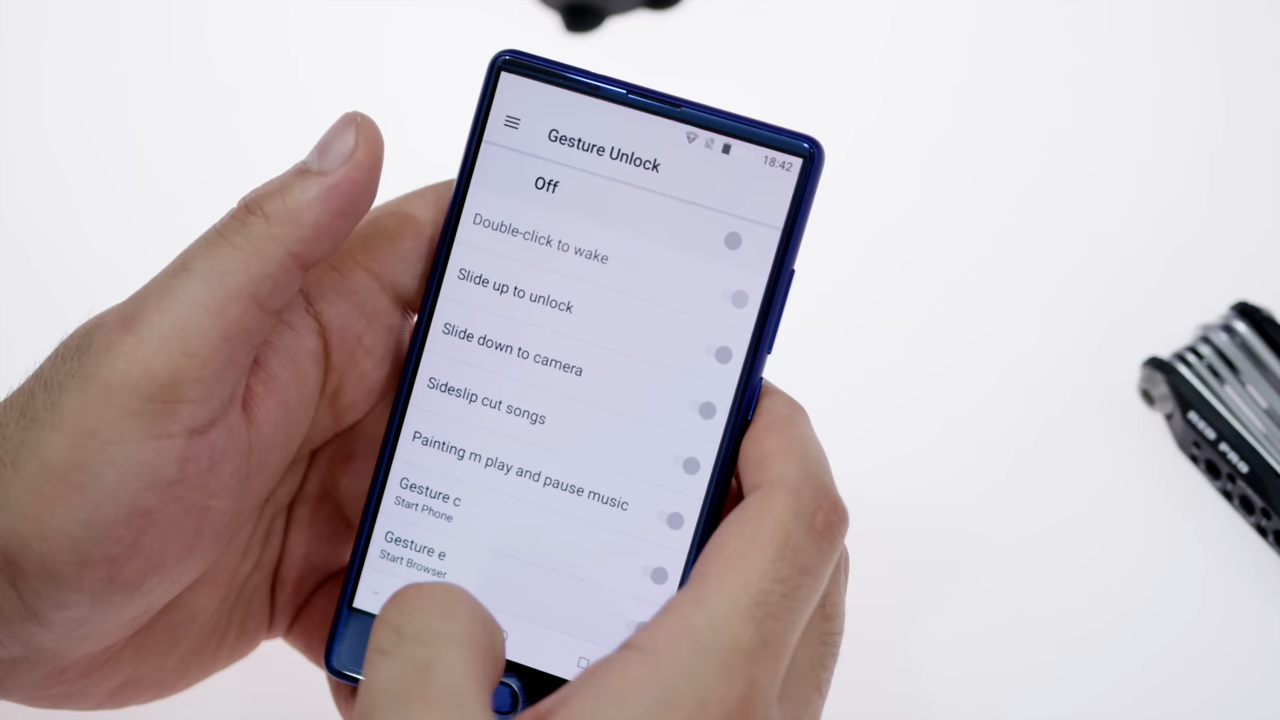 18:42
Gesture Unlock
Off
Double-click to wake
Slide up to unlock
Slide down to camera
Sideslip cut songs
Painting m play and pause music
Gesture c
Start Phone
Gesture e
Start Browser
PRO